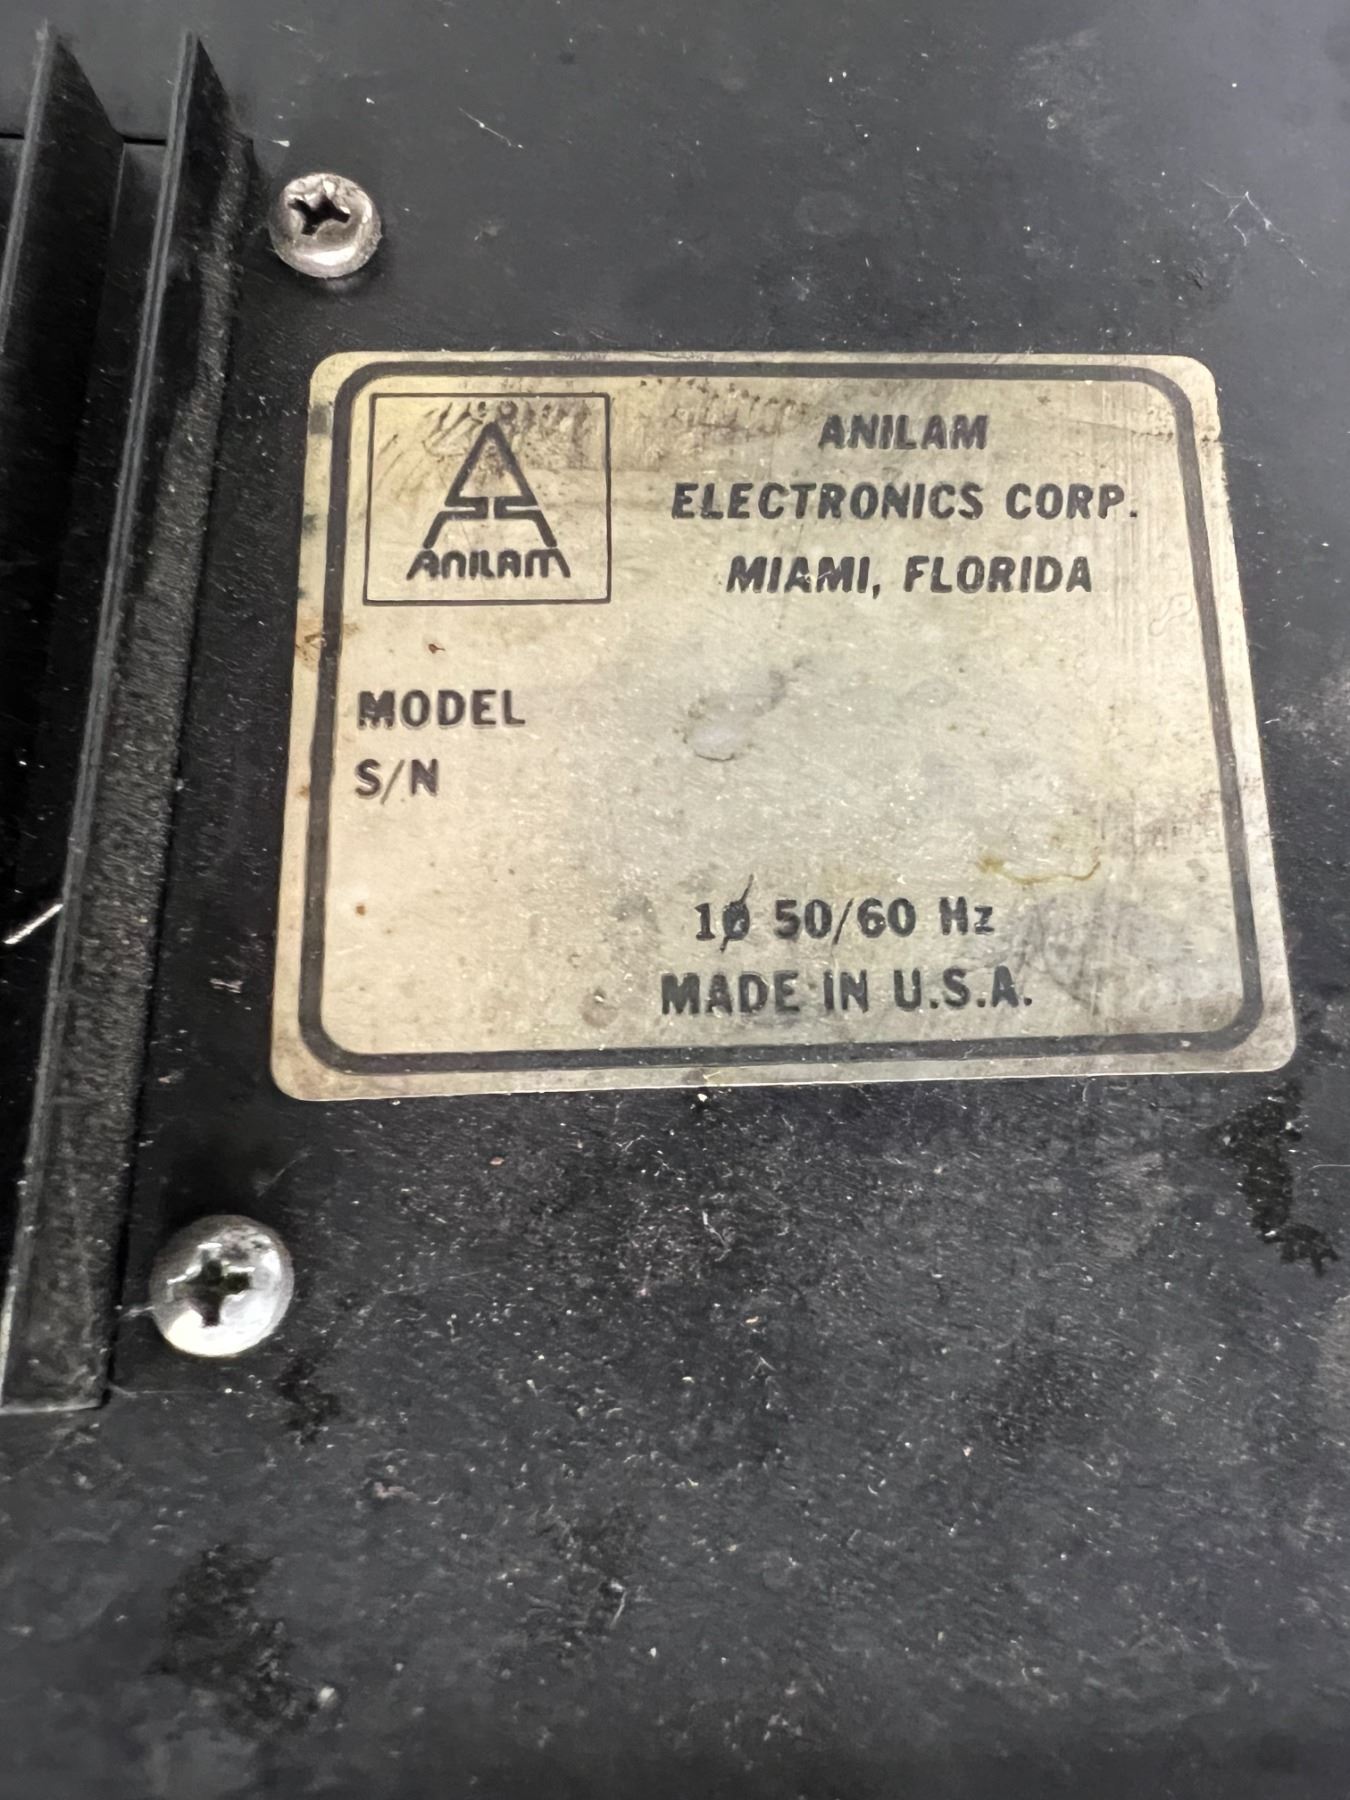 ANILAM
ANILAM
ELECTRONICS CORP.
MIAMI, FLORIDA
MODEL
S/N
1ø 50/60 Hz
MADE IN U.S.A.